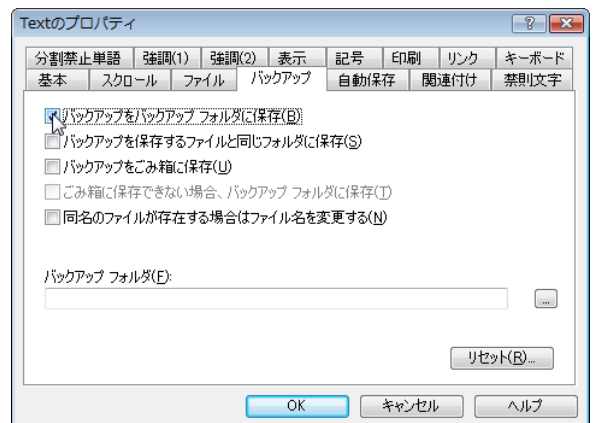 Textのプロパティ
分割禁止単語 強調(1) 強調(2) 表示 記号 印刷 リンク キーボード
基本 スクロール ファイル バックアップ 自動保存 関連付け 禁則文字
バックアップをバックアップ フォルダに保存(B)
バックアップを保存するファイルと同じフォルダに保存(S)
バックアップをごみ箱に保存(U)
ごみ箱に保存できない場合、バックアップ フォルダに保存(T)
同名のファイルが存在する場合はファイル名を変更する(N)
バックアップ フォルダ(F):
...
リセット(R)...
OK キャンセル ヘルプ